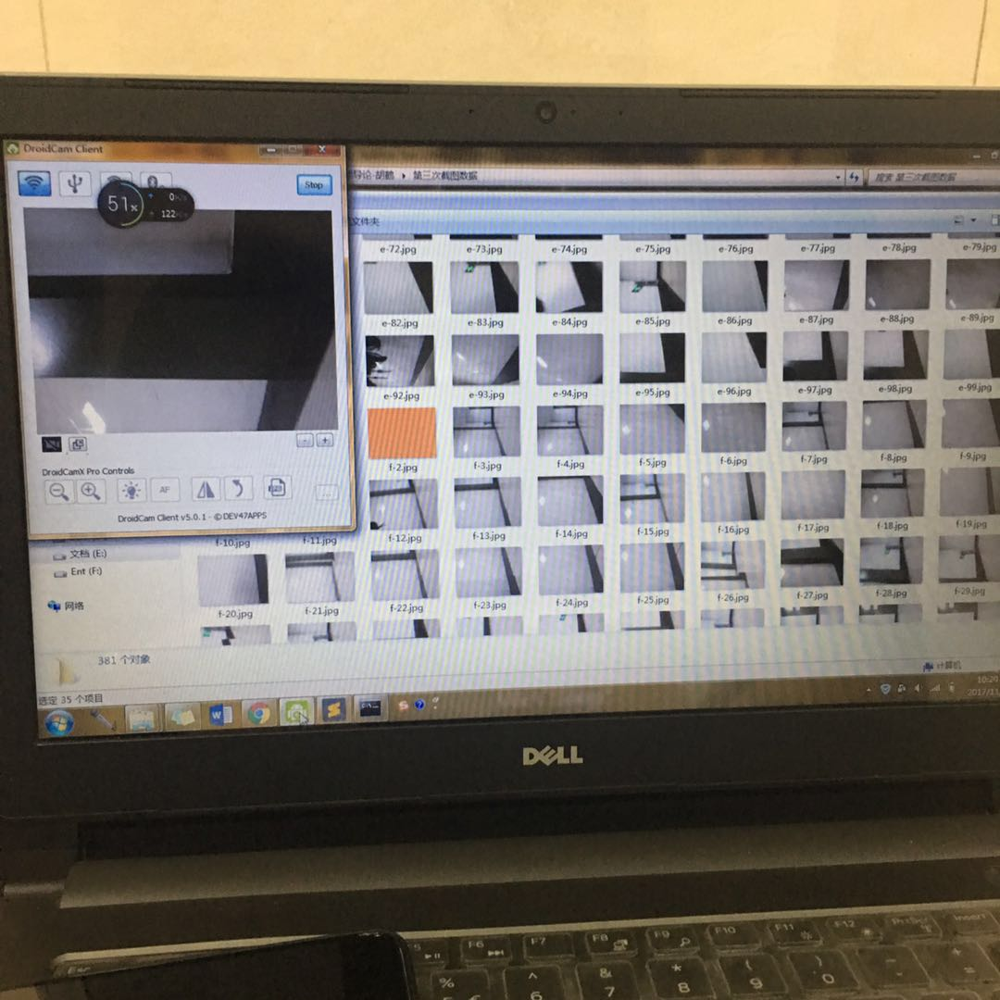 DroidCam Client
Stop
51%
0K/s
122K/s
DroidCamX Pro Controls
AF
...
DroidCam Client v5.0.1 - © DEV47APPS
导论-胡鹤 ▸ 第三次截图数据
搜索 第三次截图数据
文件夹
e-72.jpg e-73.jpg e-74.jpg e-75.jpg e-76.jpg e-77.jpg e-78.jpg e-79.jpg
e-82.jpg e-83.jpg e-84.jpg e-85.jpg e-86.jpg e-87.jpg e-88.jpg e-89.jpg
e-92.jpg e-93.jpg e-94.jpg e-95.jpg e-96.jpg e-97.jpg e-98.jpg e-99.jpg
f-2.jpg f-3.jpg f-4.jpg f-5.jpg f-6.jpg f-7.jpg f-8.jpg f-9.jpg
f-10.jpg f-11.jpg f-12.jpg f-13.jpg f-14.jpg f-15.jpg f-16.jpg f-17.jpg f-18.jpg f-19.jpg
f-20.jpg f-21.jpg f-22.jpg f-23.jpg f-24.jpg f-25.jpg f-26.jpg f-27.jpg f-28.jpg f-29.jpg
文档 (E:)
Ent (F:)
网络
381 个对象
计算机
选定 35 个项目
10:20
2017/11
DELL
Esc F6 F7 F8 F9 F10 F11 F12 PrtScr Insert
% ^ & * ( ) - +
6 7 8 9 0 =